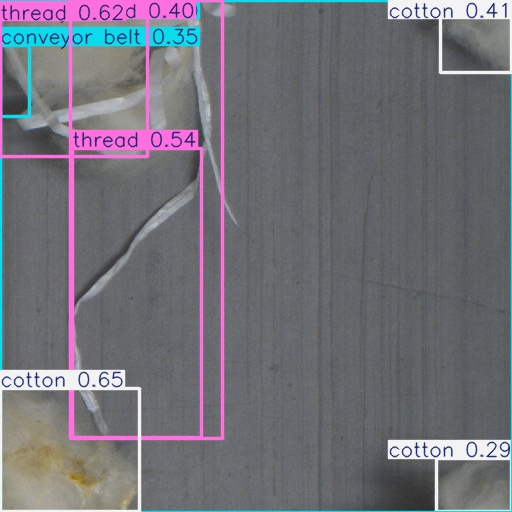 thread 0.62d 0.40
cotton 0.41
conveyor belt 0.35
thread 0.54
cotton 0.65
cotton 0.29